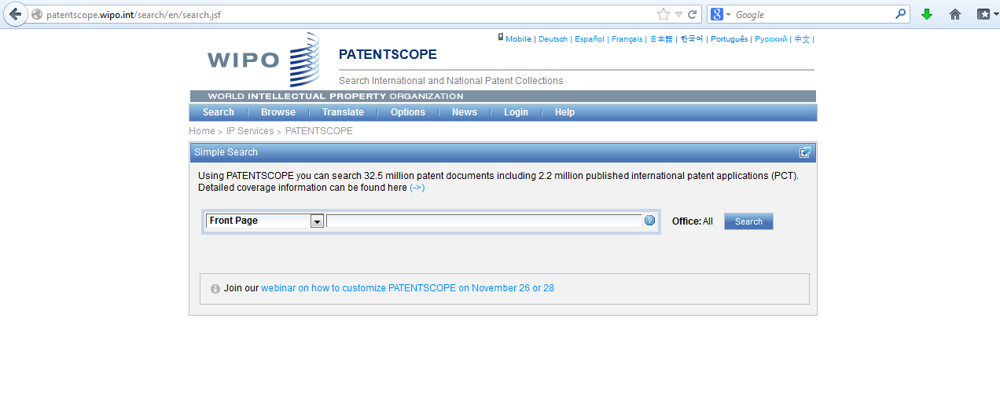 patentscope.wipo.int/search/en/search.jsf
Google
Mobile | Deutsch | Español | Français | 日本語 | 한국어 | Português | Русский | 中文 |
WIPO
PATENTSCOPE
Search International and National Patent Collections
WORLD INTELLECTUAL PROPERTY ORGANIZATION
Search | Browse | Translate | Options | News | Login | Help
Home > IP Services > PATENTSCOPE
Simple Search
Using PATENTSCOPE you can search 32.5 million patent documents including 2.2 million published international patent applications (PCT).
Detailed coverage information can be found here (->)
Front Page ? Office: All Search
i Join our webinar on how to customize PATENTSCOPE on November 26 or 28